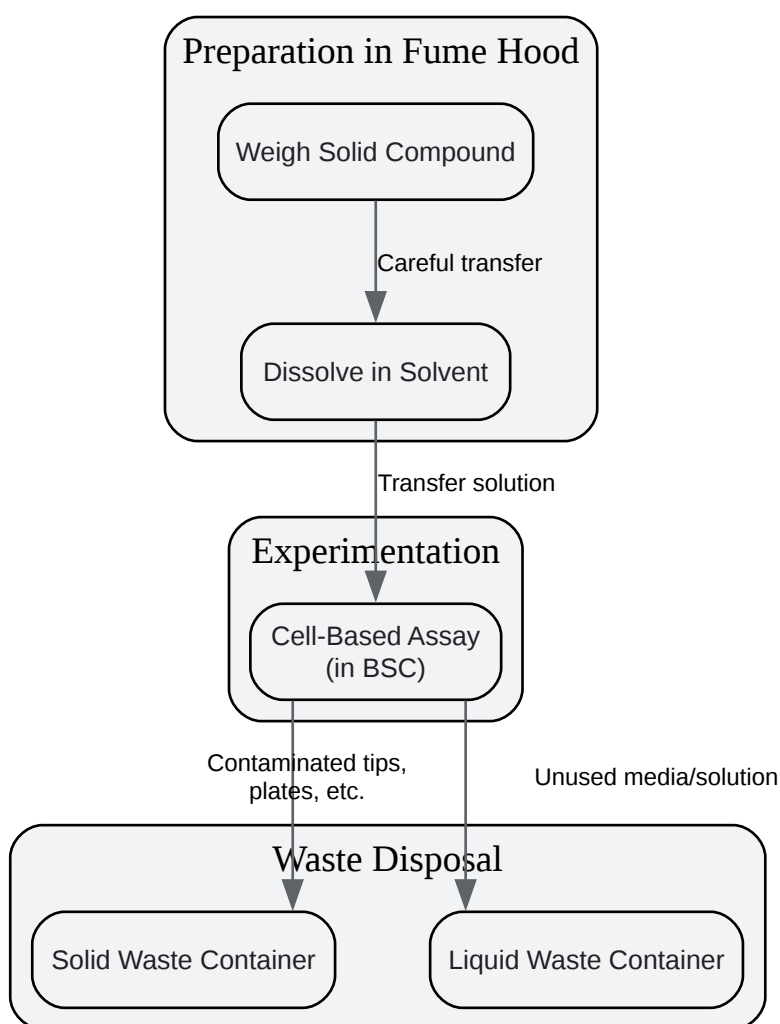 Preparation in Fume Hood
Weigh Solid Compound
Careful transfer
Dissolve in Solvent
Transfer solution
Experimentation
Cell-Based Assay
(in BSC)
Contaminated tips,
plates, etc.
Unused media/solution
Waste Disposal
Solid Waste Container
Liquid Waste Container